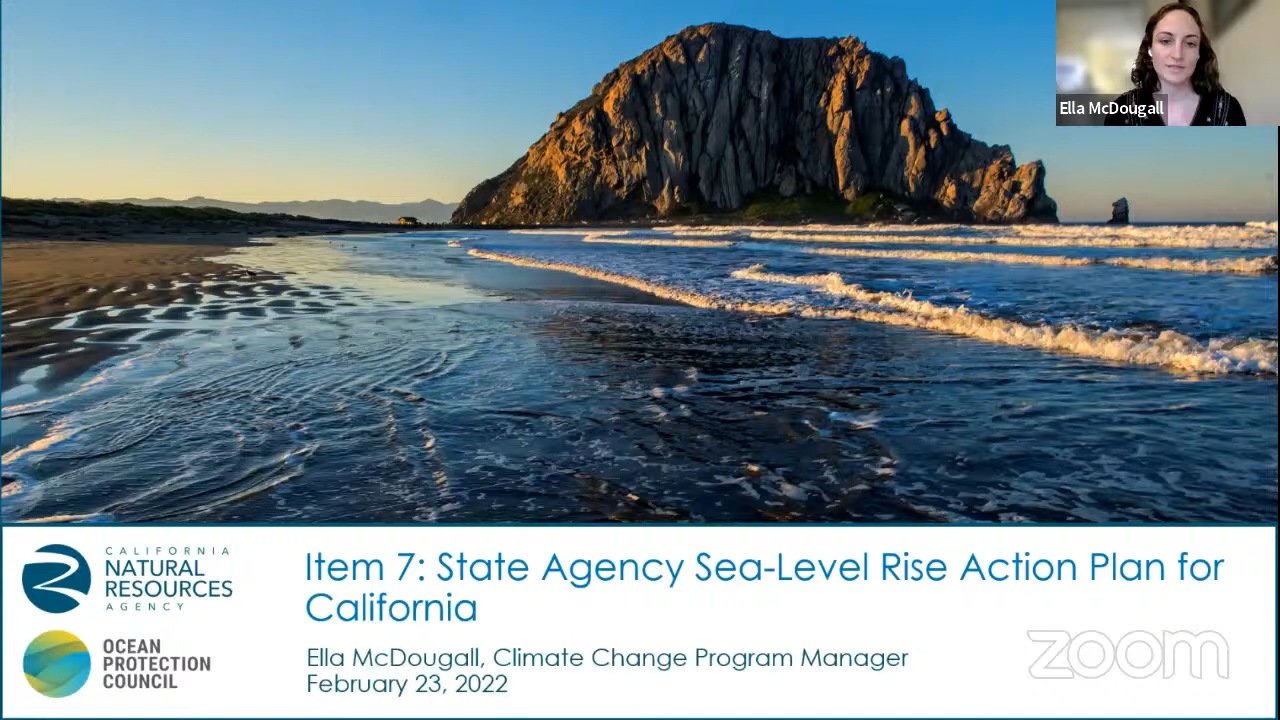 Ella McDougall
CALIFORNIA
NATURAL
RESOURCES
AGENCY
OCEAN
PROTECTION
COUNCIL
Item 7: State Agency Sea-Level Rise Action Plan for
California
Ella McDougall, Climate Change Program Manager
February 23, 2022
zoom